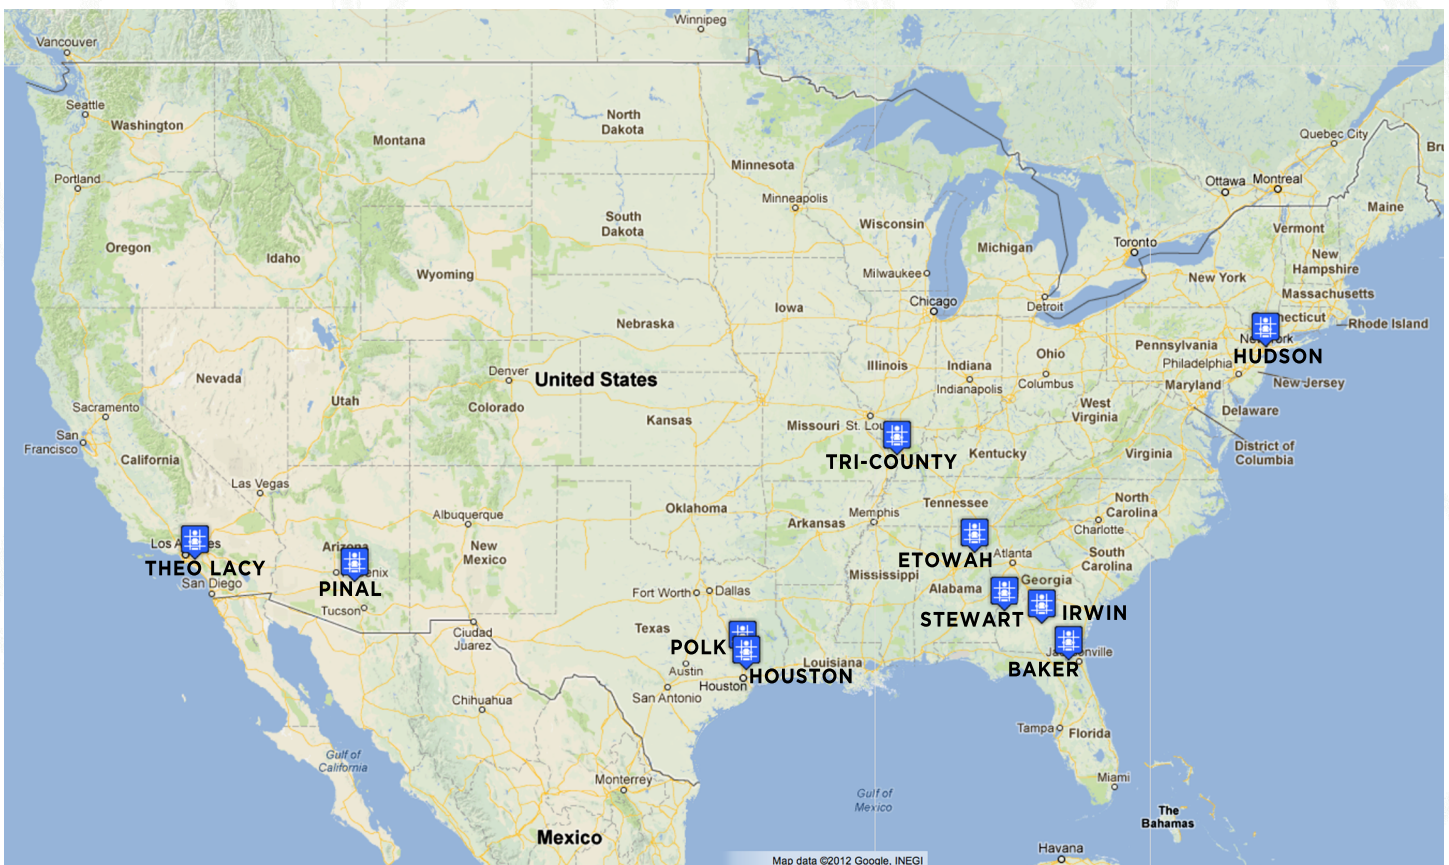 Winnipeg
Vancouver
Seattle
Washington
North
Dakota
Montana
Quebec City
Minnesota
Portland
Ottawa
Montreal
Minneapolis
Maine
South
Dakota
Wisconsin
Vermont
Oregon
Michigan
Toronto
Idaho
New
Hampshire
Wyoming
Milwaukee
New York
Massachusetts
Chicago
Detroit
Iowa
Nebraska
Rhode Island
Pennsylvania
HUDSON
Ohio
Philadelphia
Illinois
Indiana
Denver
United States
Nevada
Indianapolis
Columbus
Maryland
New Jersey
Utah
Sacramento
Colorado
West
Virginia
Delaware
Kansas
Missouri
St. Lou
San
Francisco
District of
Columbia
California
Kentucky
Virginia
TRI-COUNTY
Las Vegas
North
Carolina
Tennessee
Oklahoma
Memphis
Albuquerque
Arkansas
Charlotte
Arizona
New
Mexico
Los A
es
Atlanta
South
Carolina
ETOWAH
THEO LACY
enix
Mississippi
Georgia
San Diego
PINAL
Alabama
Fort Worth
Dallas
Tucson
IRWIN
STEWART
Texas
Ciudad
Juarez
POLK
Jacksonville
Louisiana
BAKER
Austin
HOUSTON
Houston
San Antonio
Chihuahua
Tampa
Florida
Gulf of
California
Monterrey
Miami
Gulf of
Mexico
The
Bahamas
Mexico
Havana
Map data ©2012 Google, INEGI